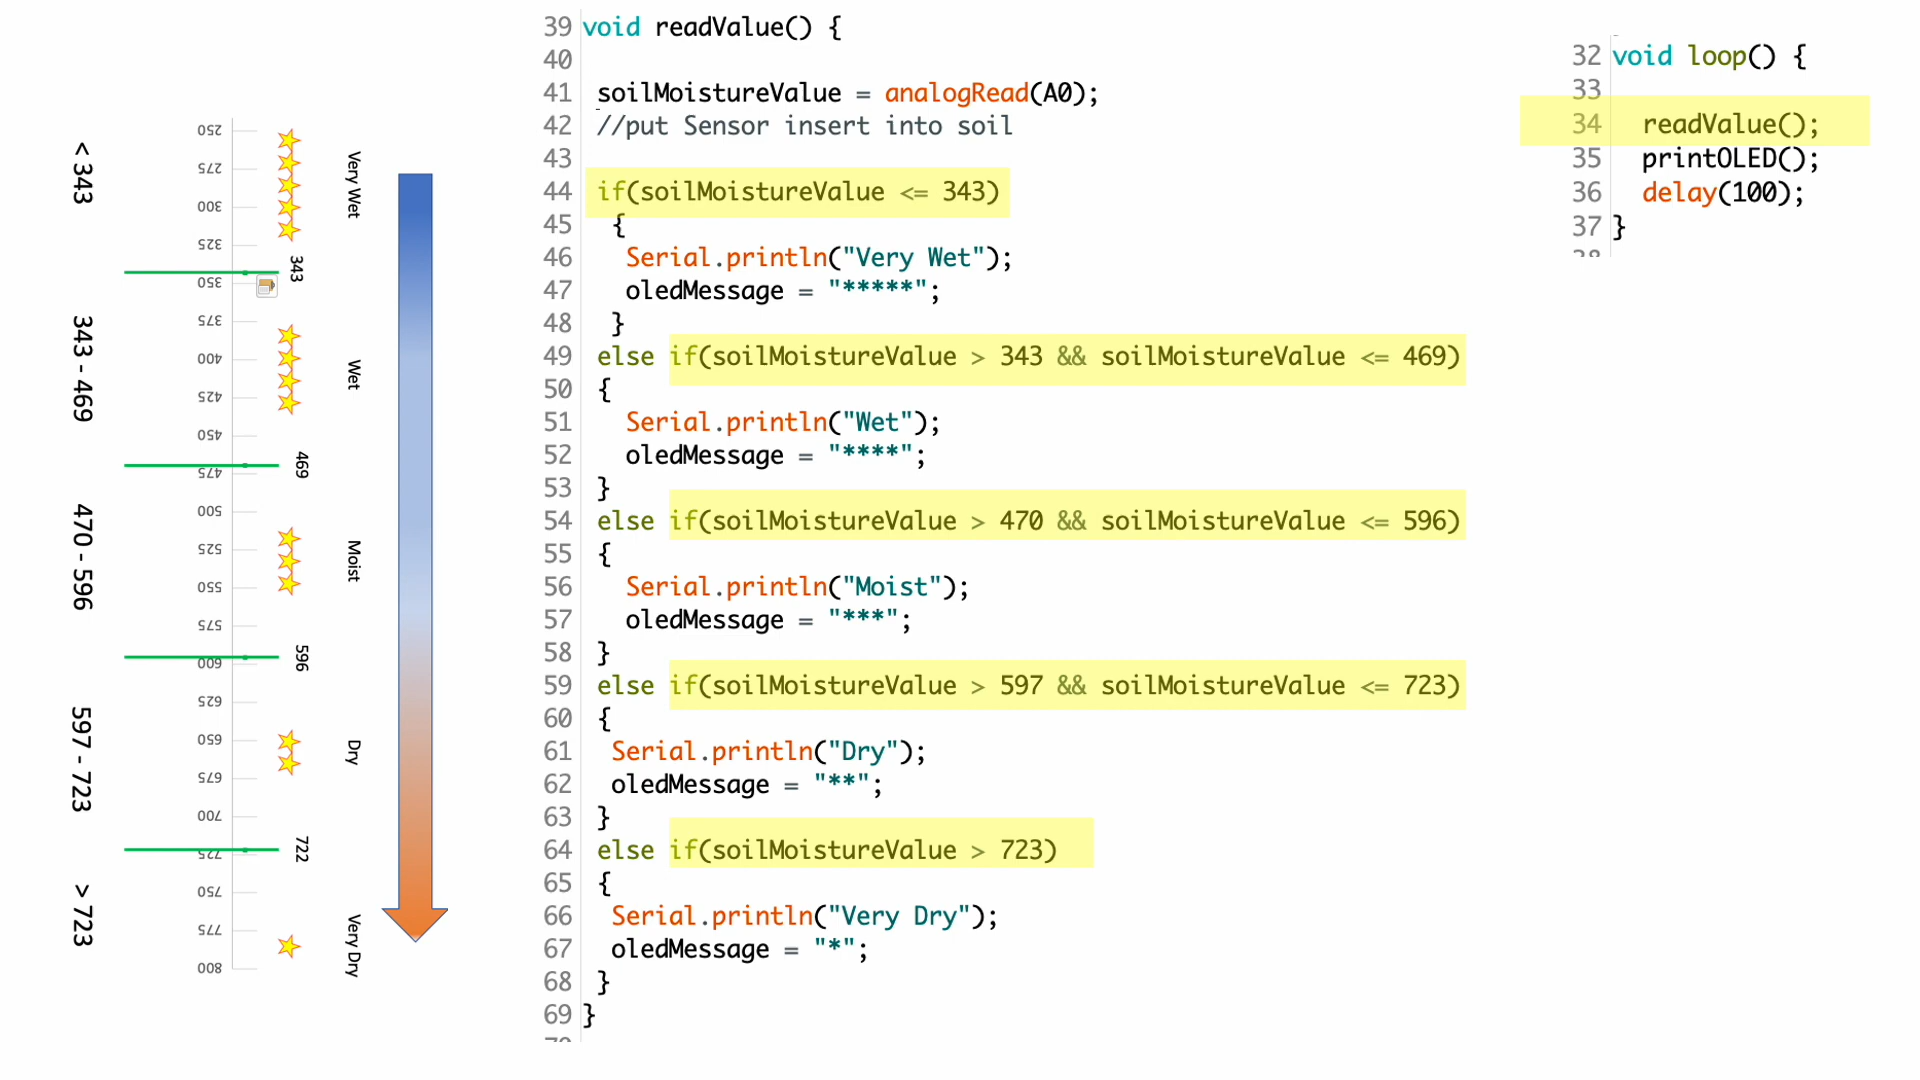 < 343
343 - 469
470 - 596
597 - 723
> 723
250
275
300
325
350
375
400
425
450
475
500
525
550
575
600
625
650
675
700
725
750
775
800
343
469
596
722
Very Wet
Wet
Moist
Dry
Very Dry
39 void readValue() {
40
41 soilMoistureValue = analogRead(A0);
42 //put Sensor insert into soil
43
44 if(soilMoistureValue <= 343)
45 {
46 Serial.println("Very Wet");
47 oledMessage = "*****";
48 }
49 else if(soilMoistureValue > 343 && soilMoistureValue <= 469)
50 {
51 Serial.println("Wet");
52 oledMessage = "****";
53 }
54 else if(soilMoistureValue > 470 && soilMoistureValue <= 596)
55 {
56 Serial.println("Moist");
57 oledMessage = "***";
58 }
59 else if(soilMoistureValue > 597 && soilMoistureValue <= 723)
60 {
61 Serial.println("Dry");
62 oledMessage = "**";
63 }
64 else if(soilMoistureValue > 723)
65 {
66 Serial.println("Very Dry");
67 oledMessage = "*";
68 }
69 }
32 void loop() {
33
34 readValue();
35 printOLED();
36 delay(100);
37 }